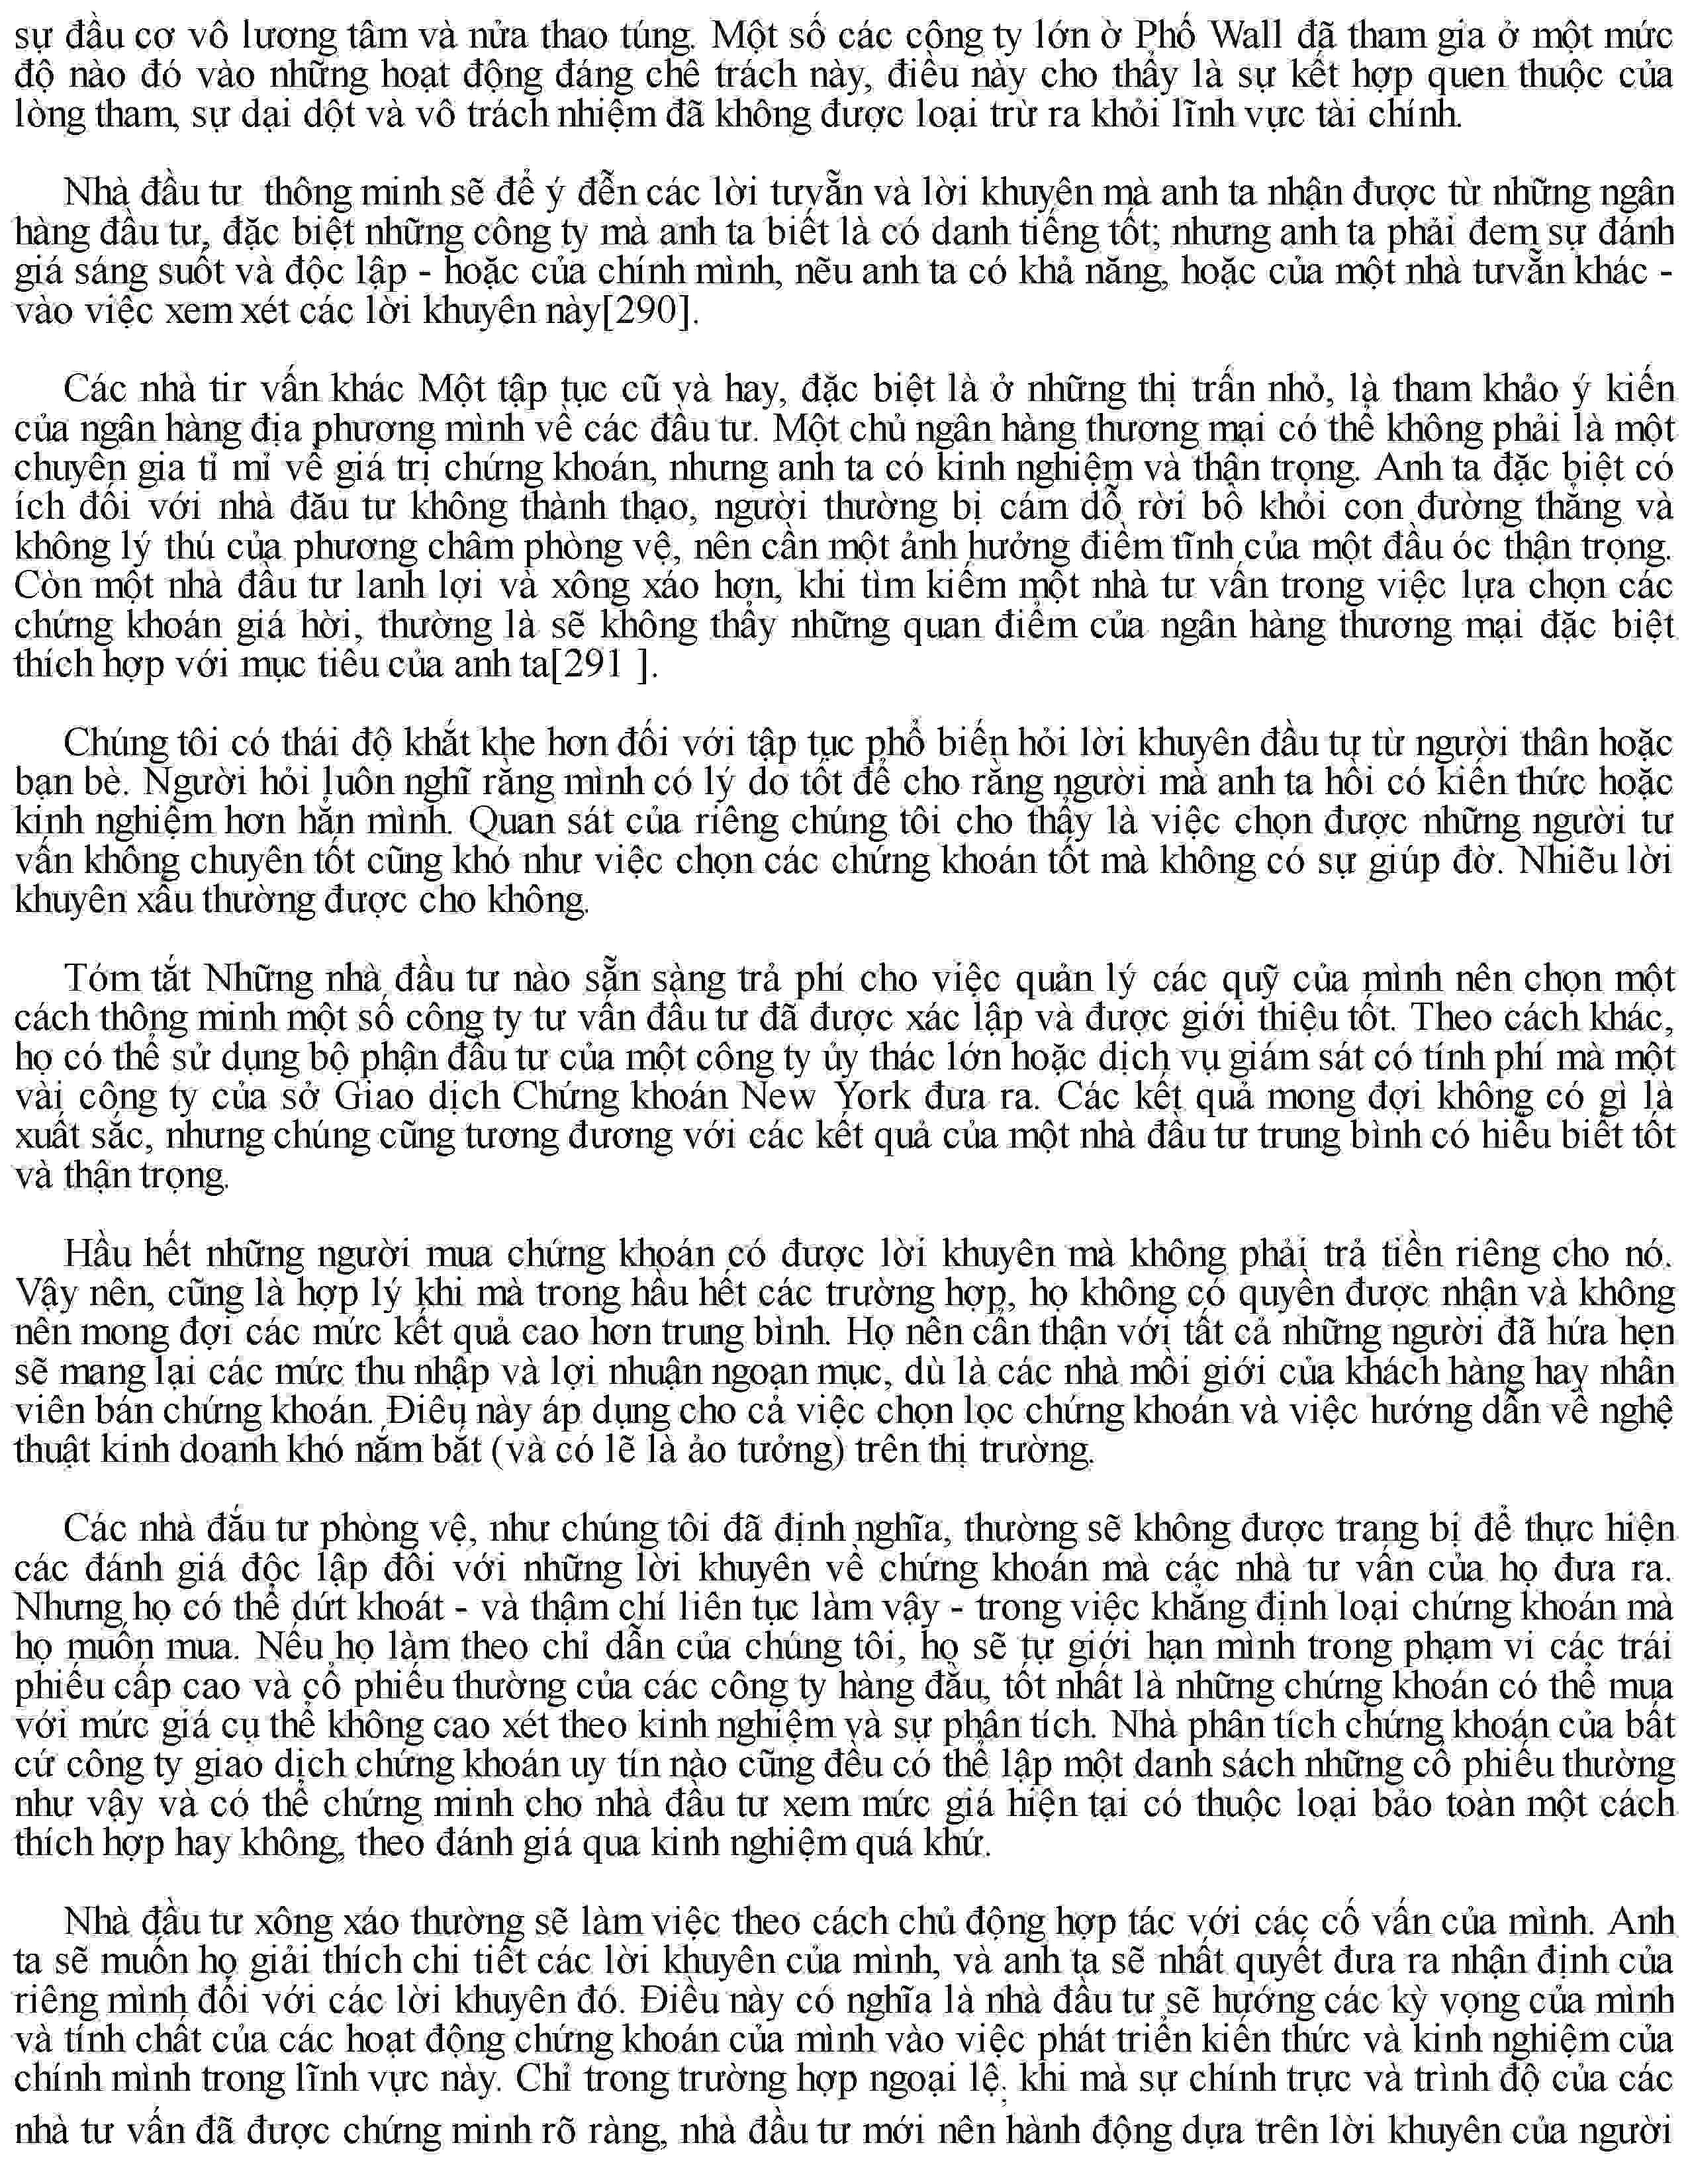 sự đầu cơ vô lương tâm và nửa thao túng. Một số các công ty lớn ờ Phố Wall đã tham gia ở một mức
độ nào đó vào những hoạt động đáng chê trách này, điều này cho thấy là sự kết hợp quen thuộc của
lòng tham, sự dại dột và vô trách nhiệm đã không được loại trừ ra khỏi lĩnh vực tài chính.
Nhà đầu tư thông minh sẽ để ý đễn các lời tưvẵn và lời khuyên mà anh ta nhận được từ những ngân
hàng đầu tư, đặc biệt những công ty mà anh ta biết là có danh tiếng tốt; nhưng anh ta phải đem sự đánh
giá sáng suốt và độc lập - hoặc của chính mình, nẽu anh ta có khả năng, hoặc của một nhà tưvẵn khác -
vào việc xem xét các lời khuyên này[290].
Các nhà tir vấn khác Một tập tục cũ và hay, đặc biệt là ở những thị trấn nhỏ, là tham khảo ý kiến
của ngân hàng địa phương mình về các đầu tư. Một chủ ngân hàng thương mại có thể không phải là một
chuyên gia tỉ mỉ về giá trị chứng khoán, nhưng anh ta có kinh nghiệm và thận trọng. Anh ta đặc biệt có
ích đối với nhà đău tư không thành thạo, người thường bị cám dỗ rời bô khỏi con đường thẳng và
không lý thú của phương châm phòng vệ, nên cần một ảnh hưởng điềm tĩnh của một đầu óc thận trọng.
Còn một nhà đầu tư lanh lợi và xông xáo hơn, khi tìm kiếm một nhà tư vấn trong việc lựa chọn các
chứng khoán giá hời, thường là sẽ không thấy những quan điểm của ngân hàng thương mại đặc biệt
thích hợp với mục tiêu của anh ta[291 ].
Chúng tôi có thái độ khắt khe hơn đối với tập tục phổ biến hỏi lời khuyên đầu tư từ người thân hoặc
bạn bè. Người hỏi luôn nghĩ rằng mình có lý do tốt để cho rằng người mà anh ta hồi có kiến thức hoặc
kinh nghiệm hơn hẳn mình. Quan sát của riêng chúng tôi cho thấy là việc chọn được những người tư
vấn không chuyên tốt cũng khó như việc chọn các chứng khoán tốt mà không có sự giúp đờ. Nhiẽu lời
khuyên xấu thường được cho không.
Tóm tắt Những nhà đầu tư nào sẵn sàng trả phí cho việc quản lý các quỹ của mình nên chọn một
cách thông minh một số công ty tư vấn đầu tư đã được xác lập và được giới thiệu tốt. Theo cách khác,
họ có thể sử dụng bộ phận đầu tư của một công ty ủy thác lớn hoặc dịch vụ giám sát có tính phí mà một
vài công ty của sở Giao dịch Chứng khoán New York đưa ra. Các kết quả mong đợi không có gì là
xuất sắc, nhưng chúng cũng tương đương với các kết quả của một nhà đầu tư trung bình có hiểu biết tốt
và thận trọng.
Hầu hết những người mua chứng khoán có được lời khuyên mà không phải trả tiền riêng cho nó.
Vậy nên, cũng là hợp lý khi mà trong hầu hết các trường hợp, họ không có quyền được nhận và không
nên mong đợi các mức kết quả cao hơn trung bình. Họ nên cẩn thận với tất cả những người đã hứa hẹn
sẽ mang lại các mức thu nhập và lợi nhuận ngoạn mục, dù là các nhà môi giới của khách hàng hay nhân
viên bán chứng khoán. Điều này áp dụng cho cả việc chọn lọc chứng khoán và việc hướng dẫn về nghệ
thuật kinh doanh khó nắm bắt (và có lẽ là ảo tưởng) trên thị trường.
Các nhà đẩu tư phòng vệ, như chúng tôi đã định nghĩa, thường sẽ không được trang bị để thực hiện
các đánh giá độc lập đối với những lời khuyên về chứng khoán mà các nhà tư vấn của họ đưa ra.
Nhưng họ có thể dứt khoát - và thậm chí liên tục làm vậy - trong việc khẳng định loại chứng khoán mà
họ muốn mua. Nếu họ làm theo chỉ dẫn của chúng tôi, họ sẽ tự giới hạn mình trong phạm vi các trái
phiếu cấp cao và cổ phiếu thường của các công ty hàng đầu, tốt nhất là những chứng khoán có thể mua
với mức giá cụ thể không cao xét theo kinh nghiệm và sự phân tích. Nhà phân tích chứng khoán của bất
cứ công ty giao dịch chứng khoán uy tín nào cũng đều có thể lập một danh sách những cổ phiếu thường
như vậy và có thể chứng minh cho nhà đầu tư xem mức giá hiện tại có thuộc loại bảo toàn một cách
thích hợp hay không, theo đánh giá qua kinh nghiệm quá khứ.
Nhà đầu tư xông xáo thường sẽ làm việc theo cách chủ động hợp tác với các cố vấn của mình. Anh
ta sẽ muốn họ giải thích chi tiết các lời khuyên của mình, và anh ta sẽ nhất quyết đưa ra nhận định của
riêng mình đối với các lời khuyên đó. Điều này có nghĩa là nhà đầu tư sẽ hướng các kỳ vọng của mình
và tính chất của các hoạt động chứng khoán của mình vào việc phát triển kiến thức và kinh nghiệm của
chính mình trong lĩnh vực này. Chỉ trong trường hợp ngoại lệ; khi mà sự chính trực và trình độ của các
nhà tư vấn đã được chứng minh rõ ràng, nhà đầu tư mới nên hành động dựa trên lời khuyên của người